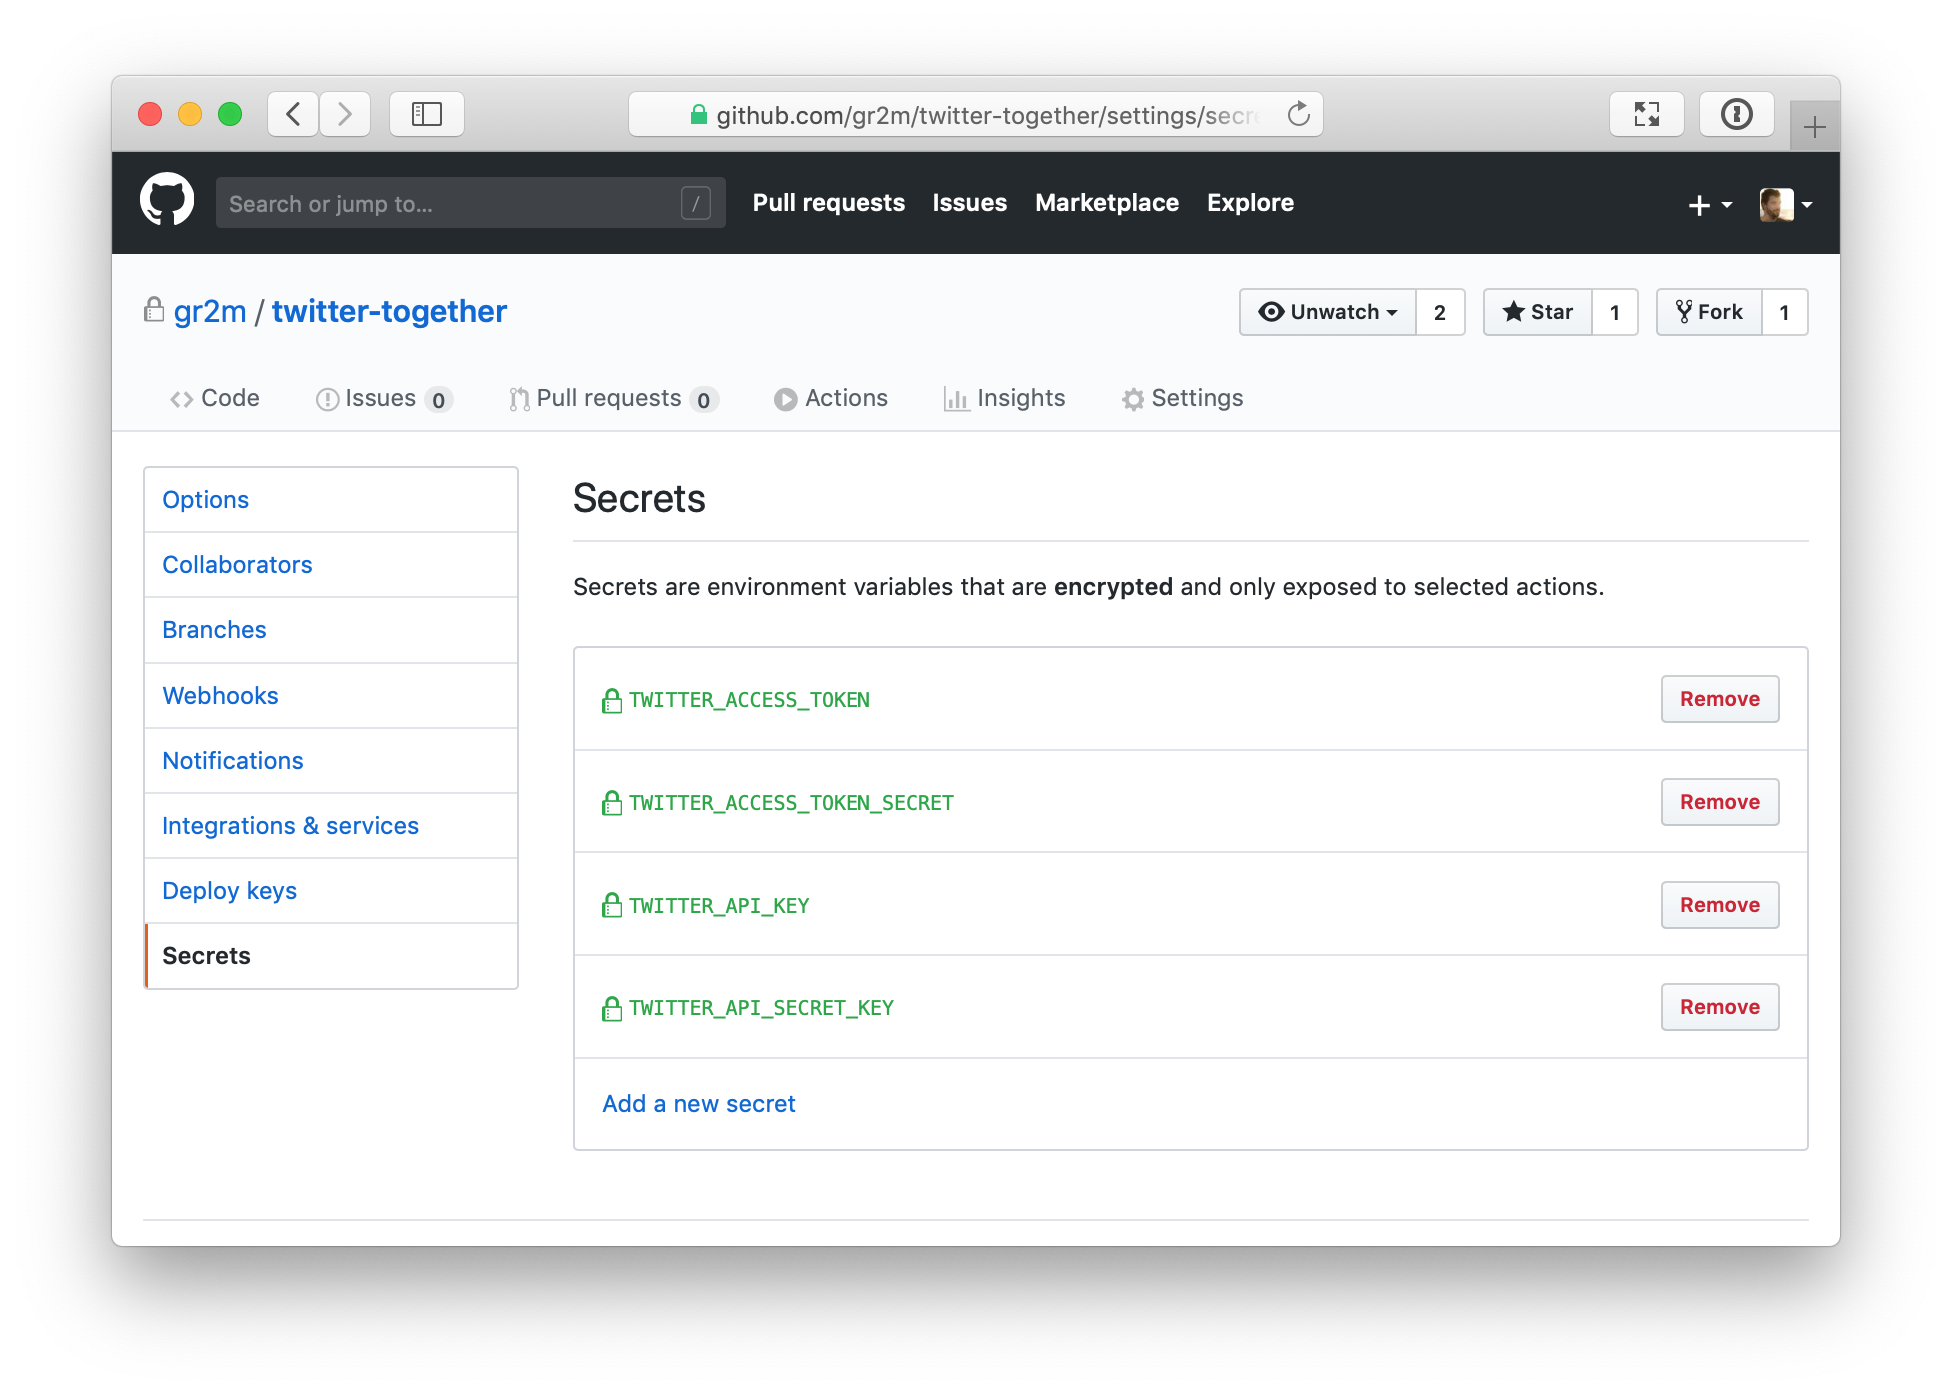 github.com/gr2m/twitter-together/settings/secr
Search or jump to... /
Pull requests Issues Marketplace Explore
gr2m / twitter-together
Unwatch 2 Star 1 Fork 1
Code Issues 0 Pull requests 0 Actions Insights Settings
Options
Collaborators
Branches
Webhooks
Notifications
Integrations & services
Deploy keys
Secrets
Secrets
Secrets are environment variables that are encrypted and only exposed to selected actions.
TWITTER_ACCESS_TOKEN Remove
TWITTER_ACCESS_TOKEN_SECRET Remove
TWITTER_API_KEY Remove
TWITTER_API_SECRET_KEY Remove
Add a new secret